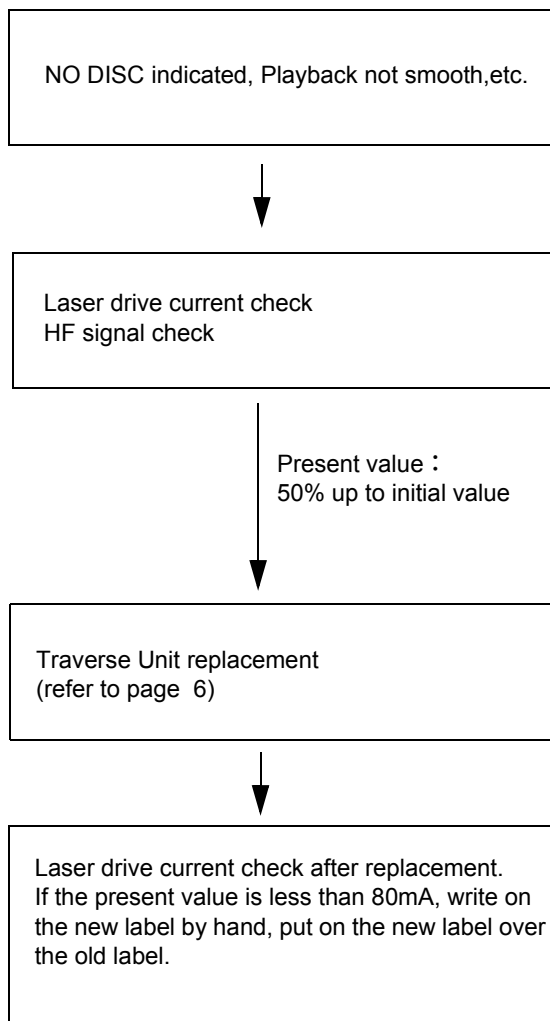 NO DISC indicated, Playback not smooth,etc.
Laser drive current check
HF signal check
Present value：
50% up to initial value
Traverse Unit replacement
(refer to page  6)
Laser drive current check after replacement.
If the present value is less than 80mA, write on
the new label by hand, put on the new label over
the old label.